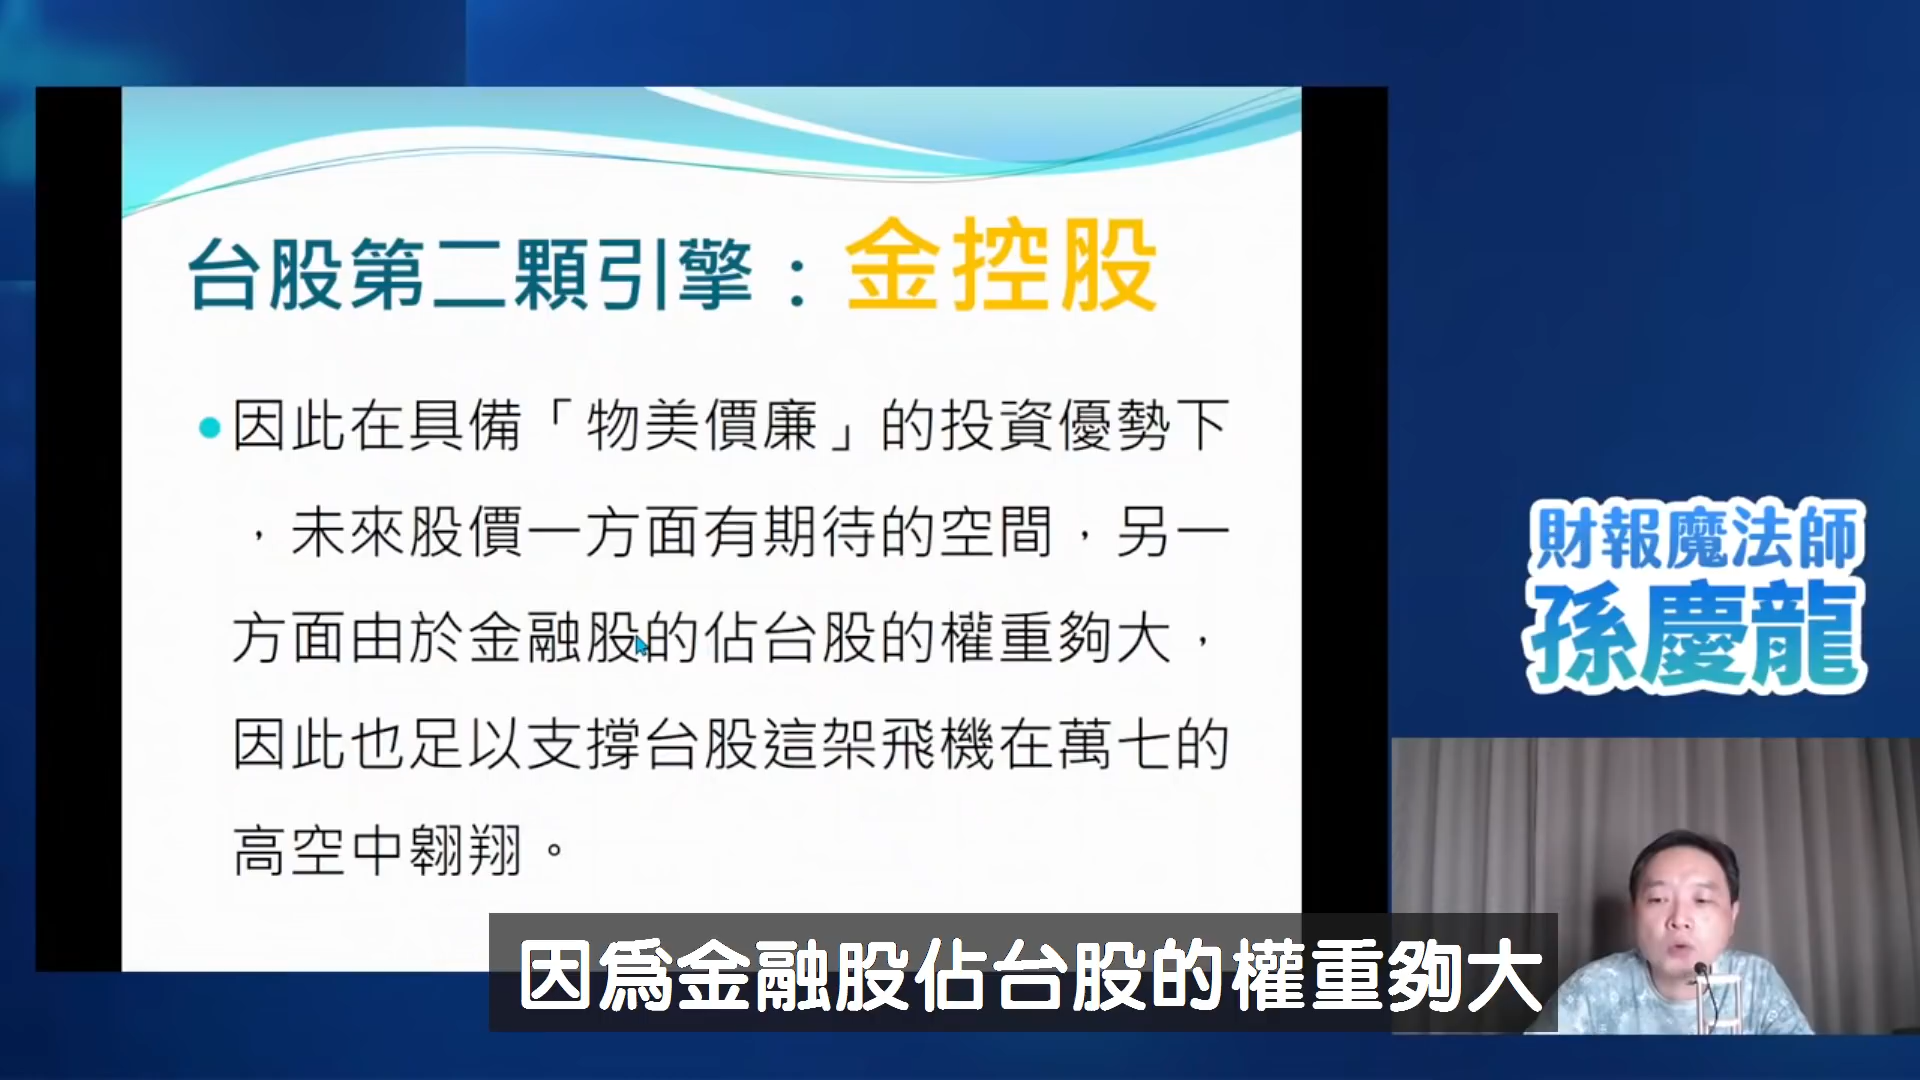 台股第二顆引擎：金控股
因此在具備「物美價廉」的投資優勢下
，未來股價一方面有期待的空間，另一
方面由於金融股的佔台股的權重夠大，
因此也足以支撐台股這架飛機在萬七的
高空中翱翔。
財報魔法師
孫慶龍
因為金融股佔台股的權重夠大